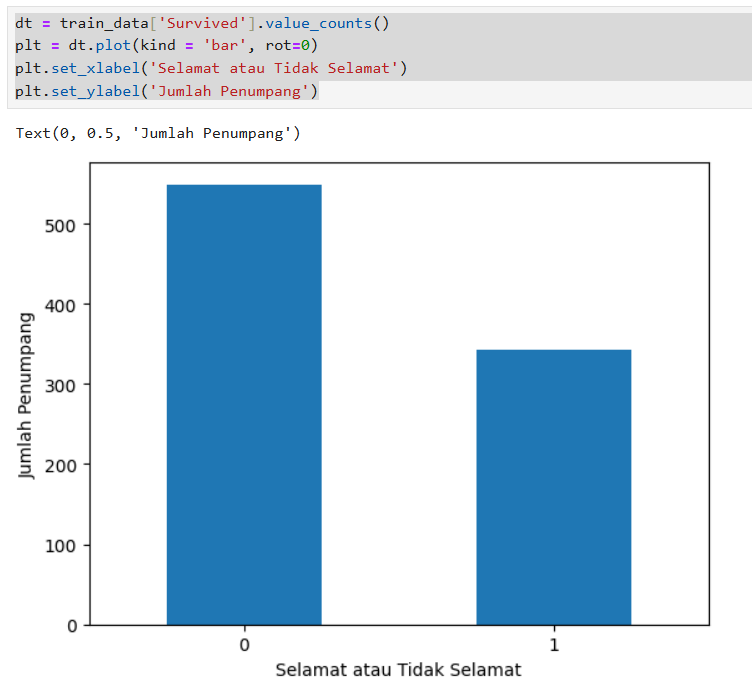 dt = train_data['Survived'].value_counts()
plt = dt.plot(kind = 'bar', rot=0)
plt.set_xlabel('Selamat atau Tidak Selamat')
plt.set_ylabel('Jumlah Penumpang')
Text(0, 0.5, 'Jumlah Penumpang')
500
400
300
200
100
0
Jumlah Penumpang
0 1
Selamat atau Tidak Selamat